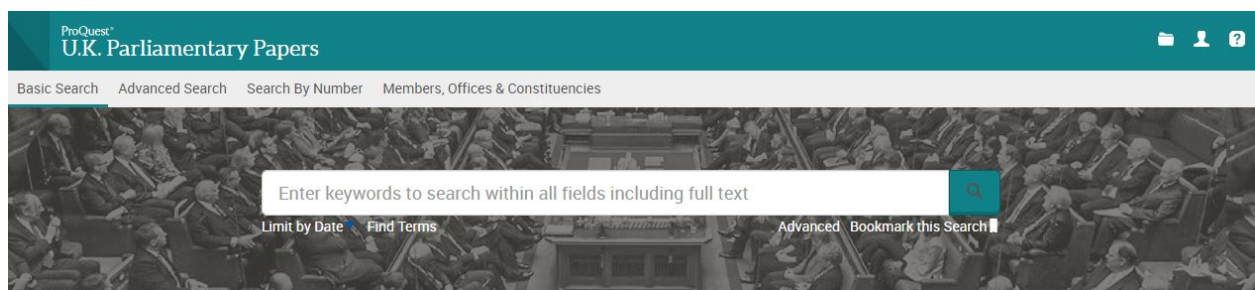 ProQuest®
U.K. Parliamentary Papers
?
Basic Search Advanced Search Search By Number Members, Offices & Constituencies
Enter keywords to search within all fields including full text
Limit by Date Find Terms Advanced Bookmark this Search